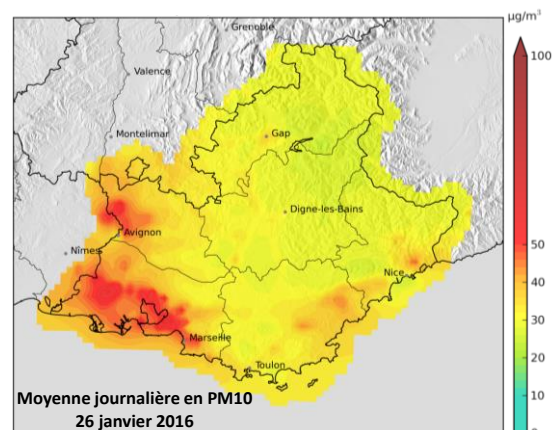 µg/m³
Grenoble
100
Valence
Montelimar
Gap
Digne-les-Bains
Avignon
50
Nîmes
Nice
40
30
Marseille
20
Toulon
Moyenne journalière en PM10
10
26 janvier 2016
0